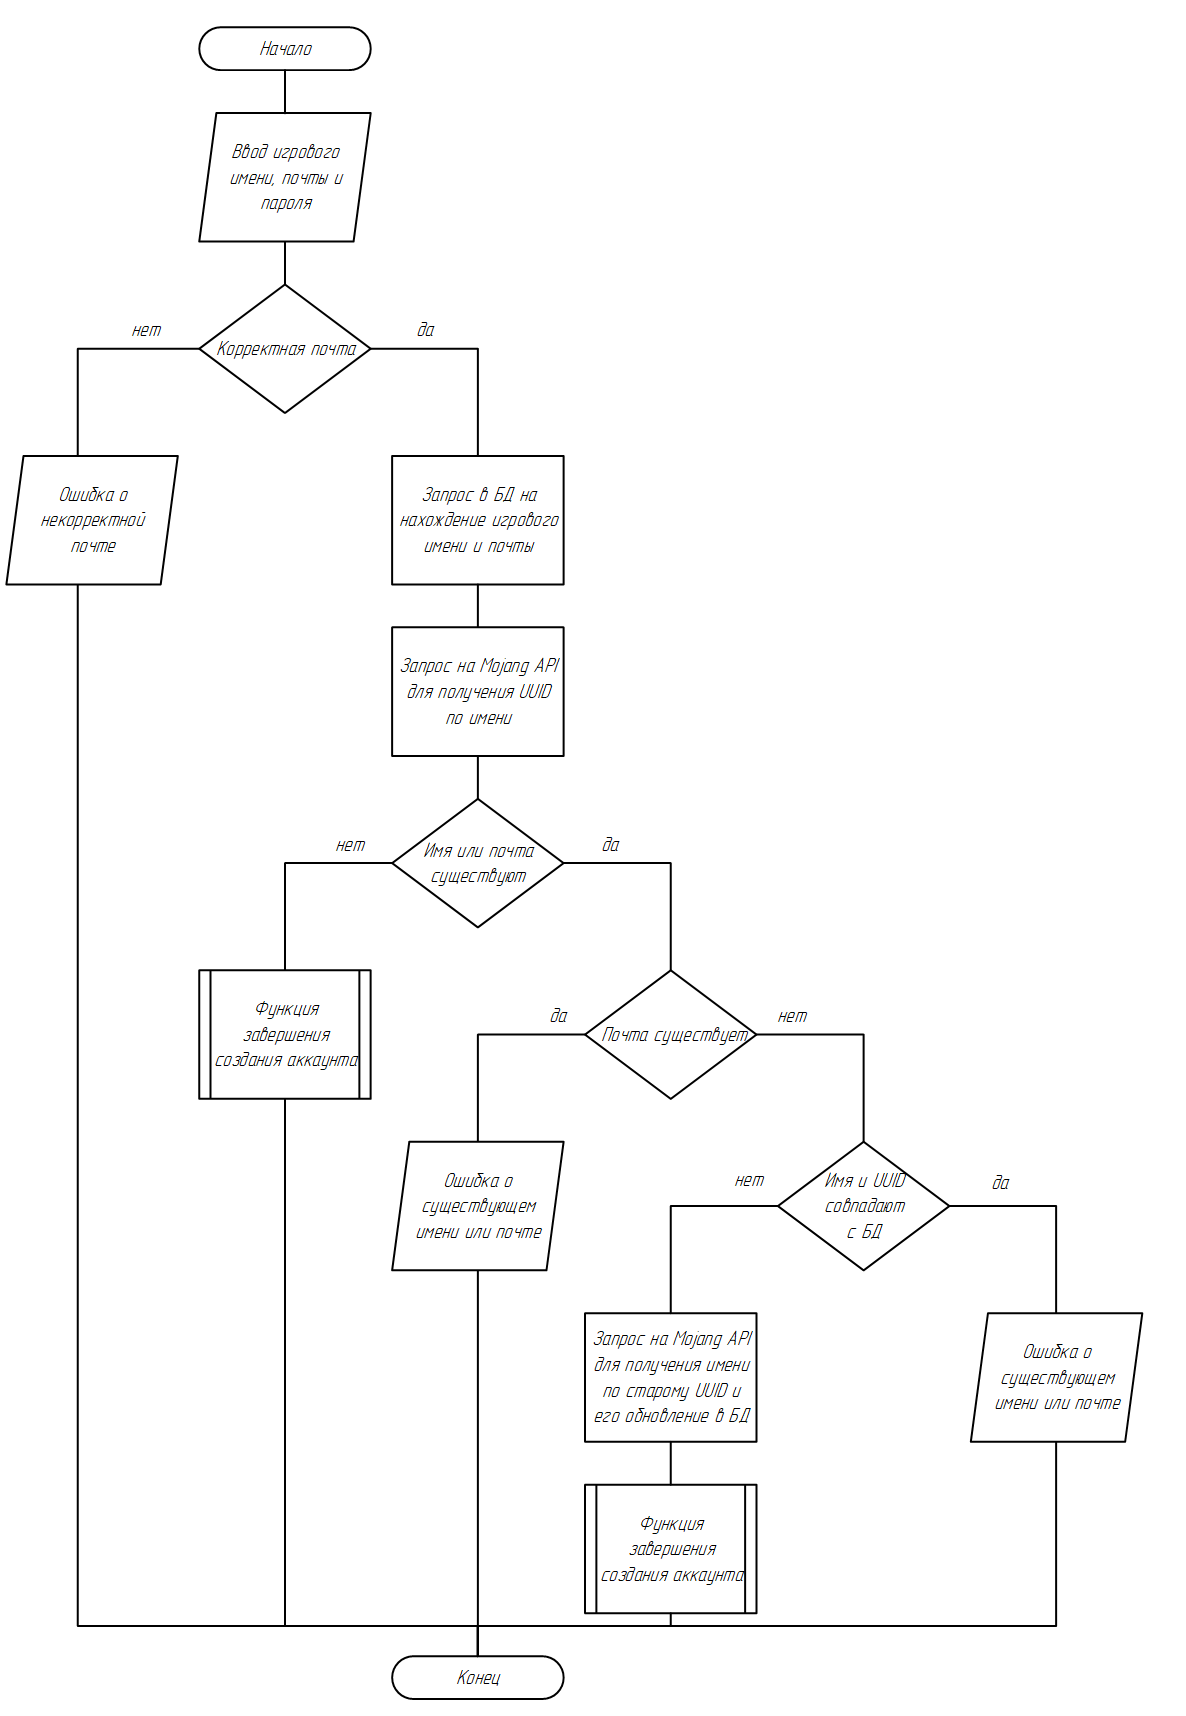 Начало
Ввод игрового
имени, почты и
пароля
нет
да
Корректная почта
Ошибка о
некорректной
почте
Запрос в БД на
нахождение игрового
имени и почты
Запрос на Mojang API
для получения UUID
по имени
нет
да
Имя или почта
существуют
Функция
завершения
создания аккаунта
да
нет
Почта существует
Ошибка о
существующем
имени или почте
нет
да
Имя и UUID
совпадают
с БД
Запрос на Mojang API
для получения имени
по старому UUID и
его обновление в БД
Ошибка о
существующем
имени или почте
Функция
завершения
создания аккаунта
Конец